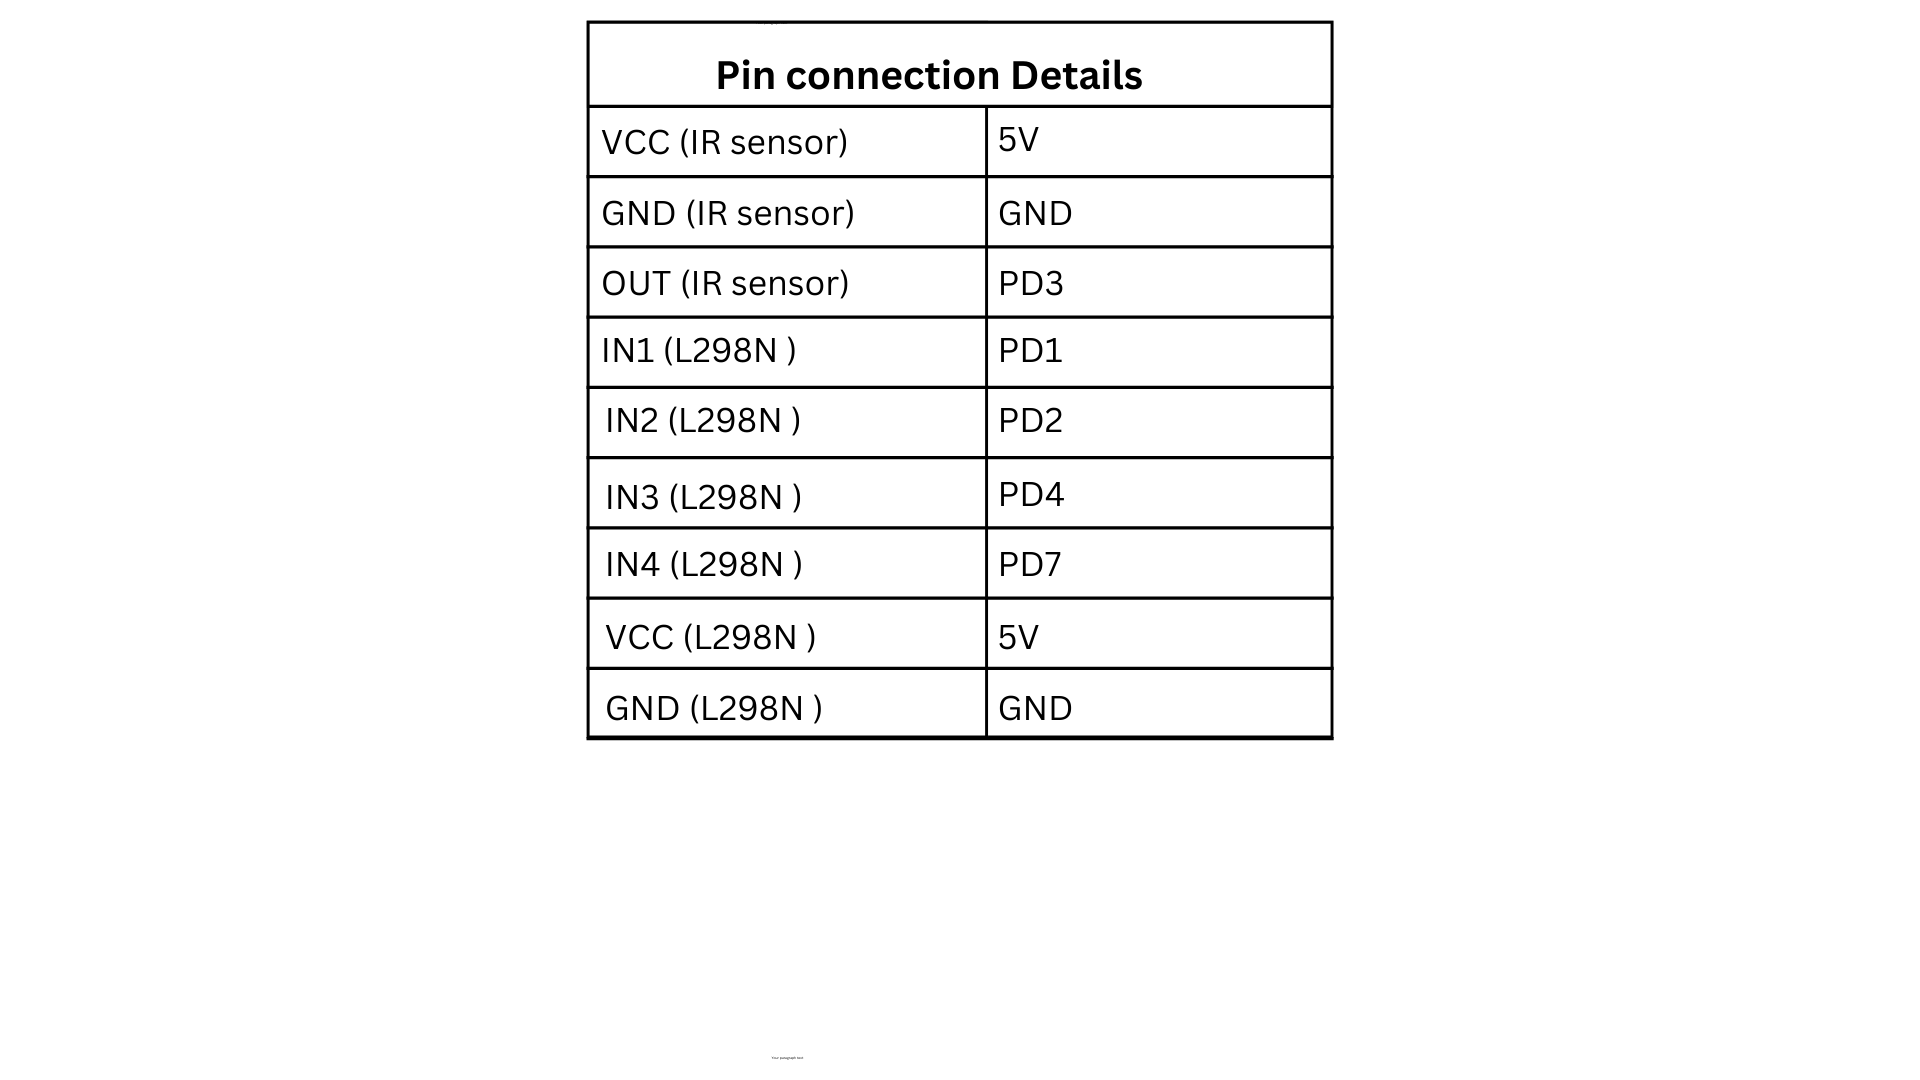 Pin connection Details
VCC (IR sensor) 5V
GND (IR sensor) GND
OUT (IR sensor) PD3
IN1 (L298N ) PD1
IN2 (L298N ) PD2
IN3 (L298N ) PD4
IN4 (L298N ) PD7
VCC (L298N ) 5V
GND (L298N ) GND
Your paragraph text